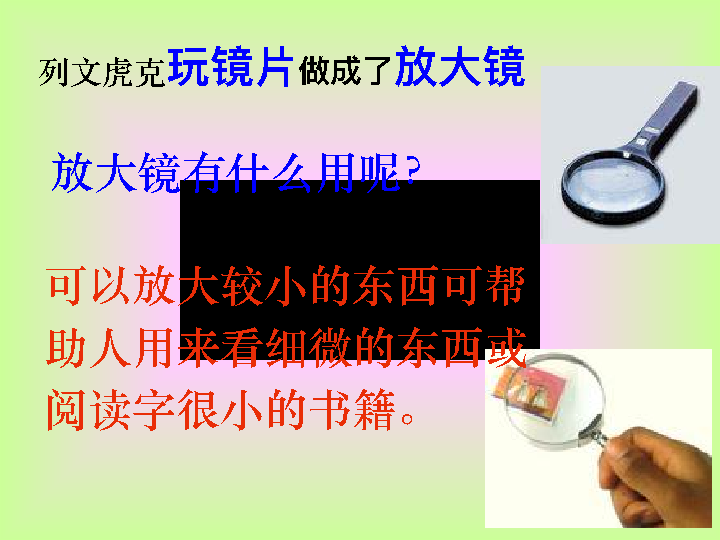 列文虎克玩镜片做成了放大镜
放大镜有什么用呢?
可以放大较小的东西可帮
助人用来看细微的东西或
阅读字很小的书籍。